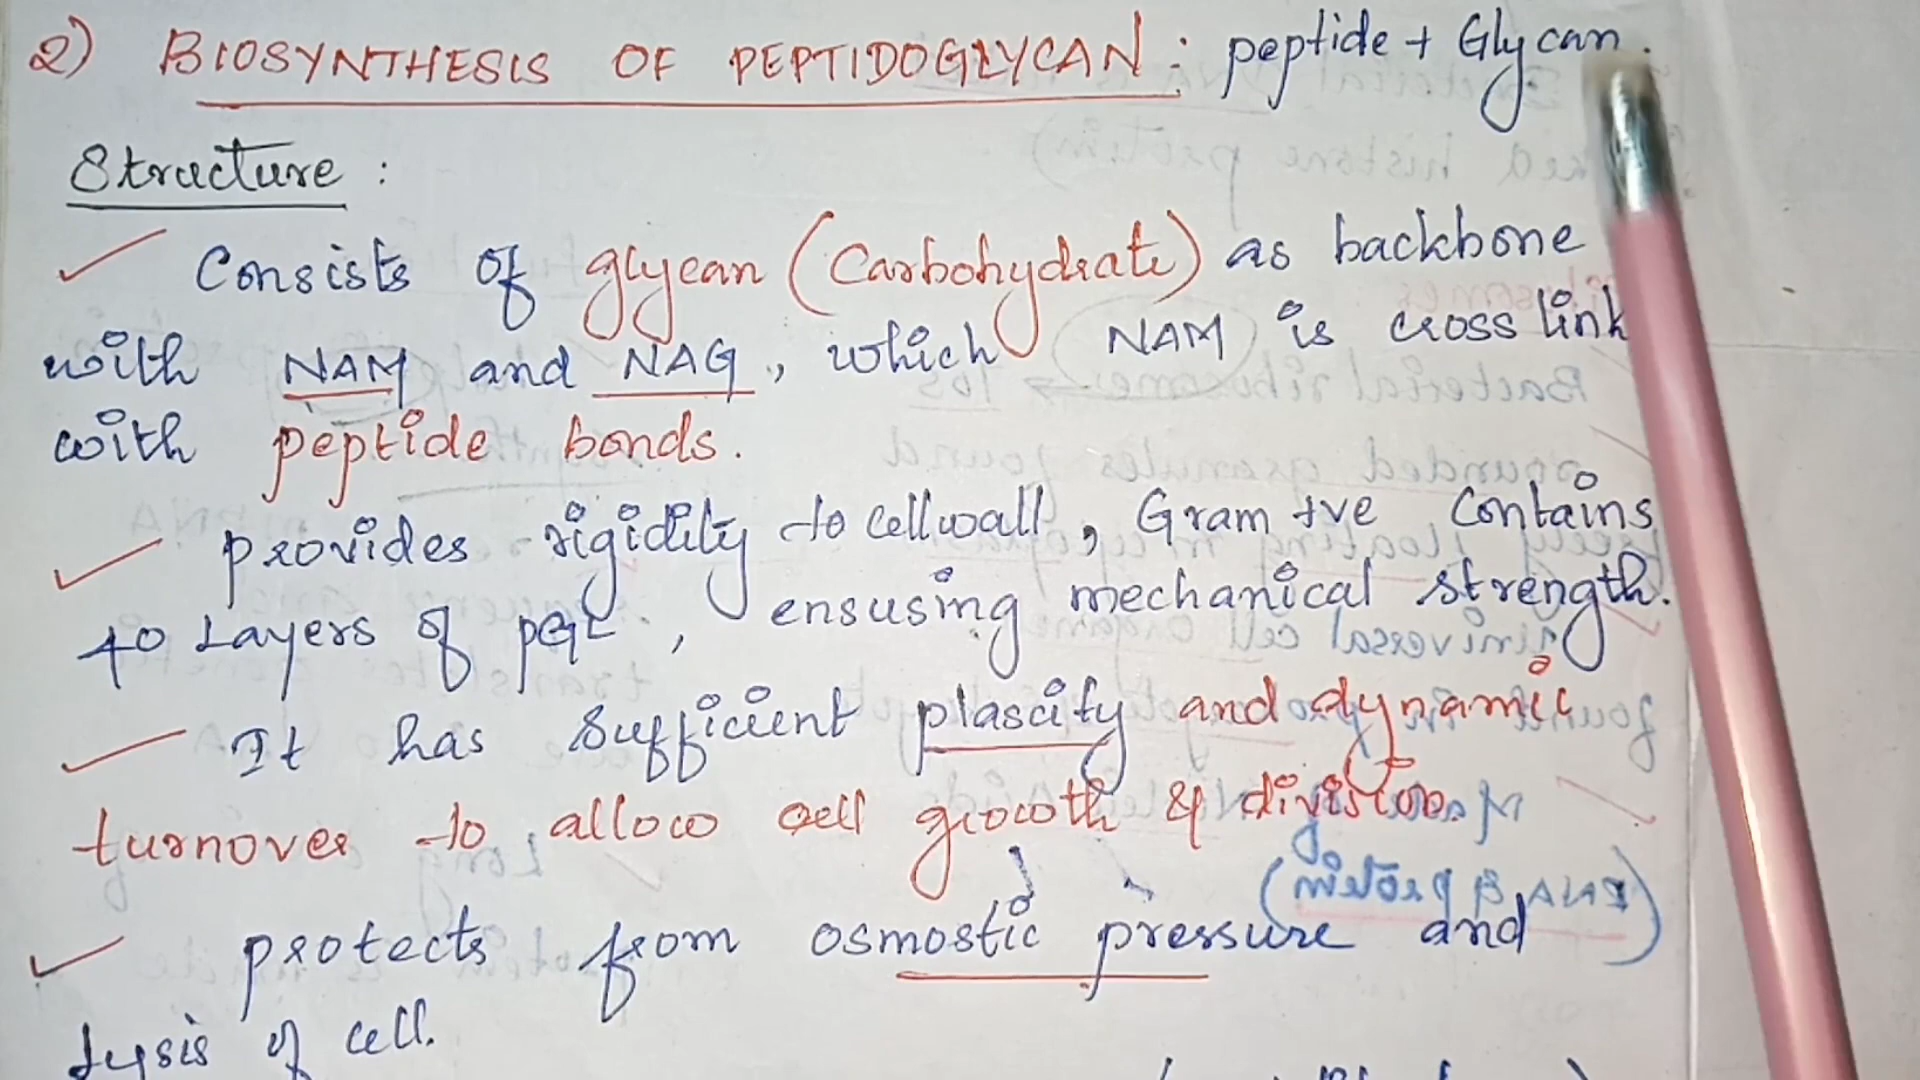 2) BIOSYNTHESIS OF PEPTIDOGLYCAN: peptide + Glycan.
Structure:
Consists of glycan (Carbohydrate) as backbone
with NAM and NAG, which NAM is cross link
with peptide bonds.
provides rigidity to cellwall, Gram +ve contains
40 Layers of
ensusing mechanical strength.
It has sufficient plascity and dynamic
turnover to allow cell growth & division.
protects from osmostic pressure and
lysis of cell.